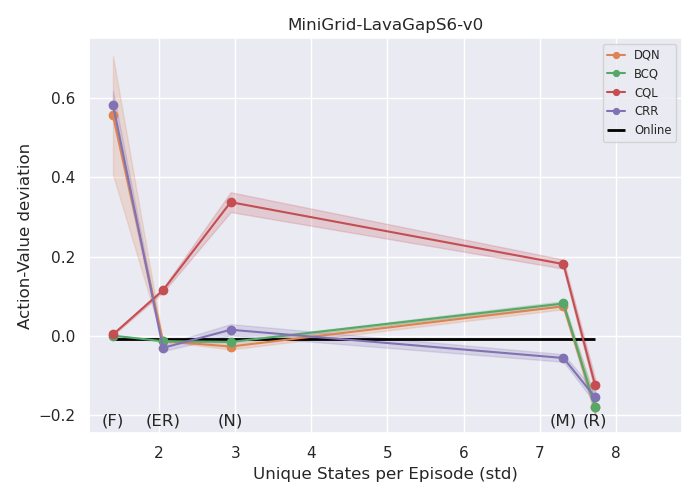 MiniGrid-LavaGapS6-v0
DQN
BCQ
CQL
CRR
Online
Action-Value deviation
0.6
0.4
0.2
0.0
−0.2
(F) (ER) (N) (M) (R)
2 3 4 5 6 7 8
Unique States per Episode (std)